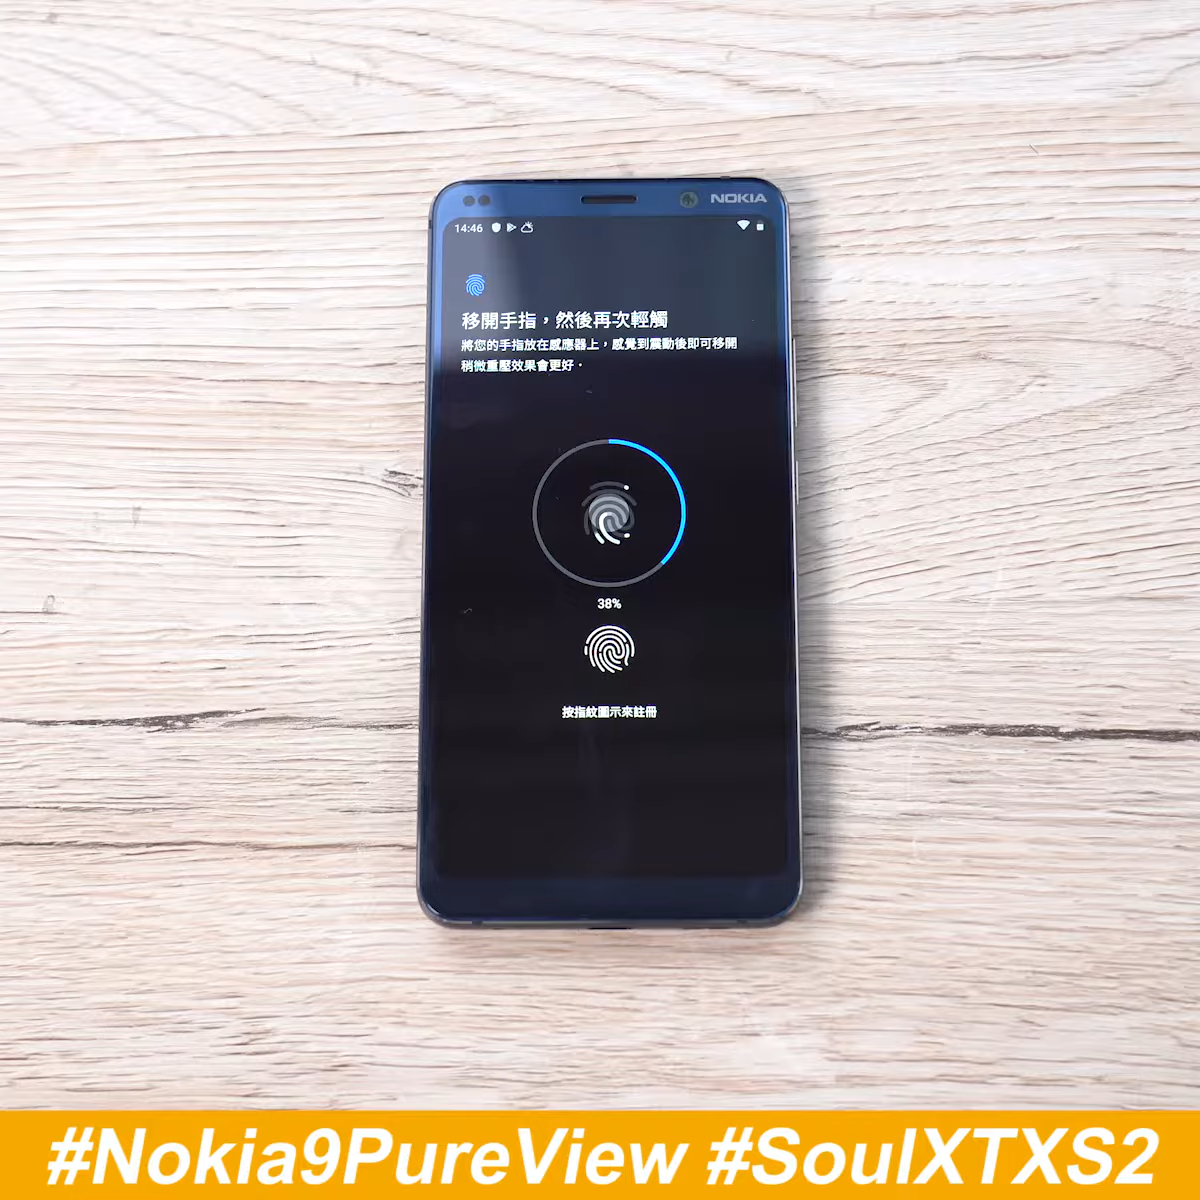 NOKIA
14:46
移開手指，然後再次輕觸
將您的手指放在感應器上，感覺到震動後即可移開
稍微重壓效果會更好。
38%
按指紋圖示來註冊
#Nokia9PureView #SoulXTXS2